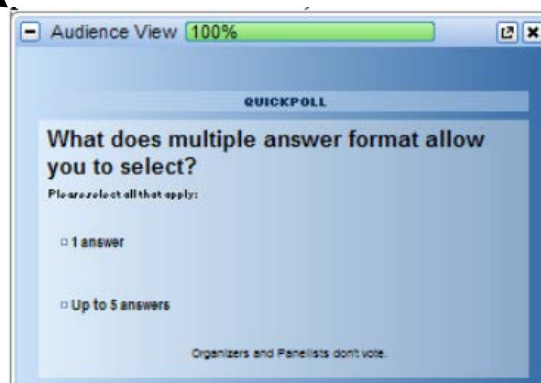 Audience View 100%
QUICKPOLL
What does multiple answer format allow
you to select?
Please select all that apply:
1 answer
Up to 5 answers
Organizers and Panelists don't vote.